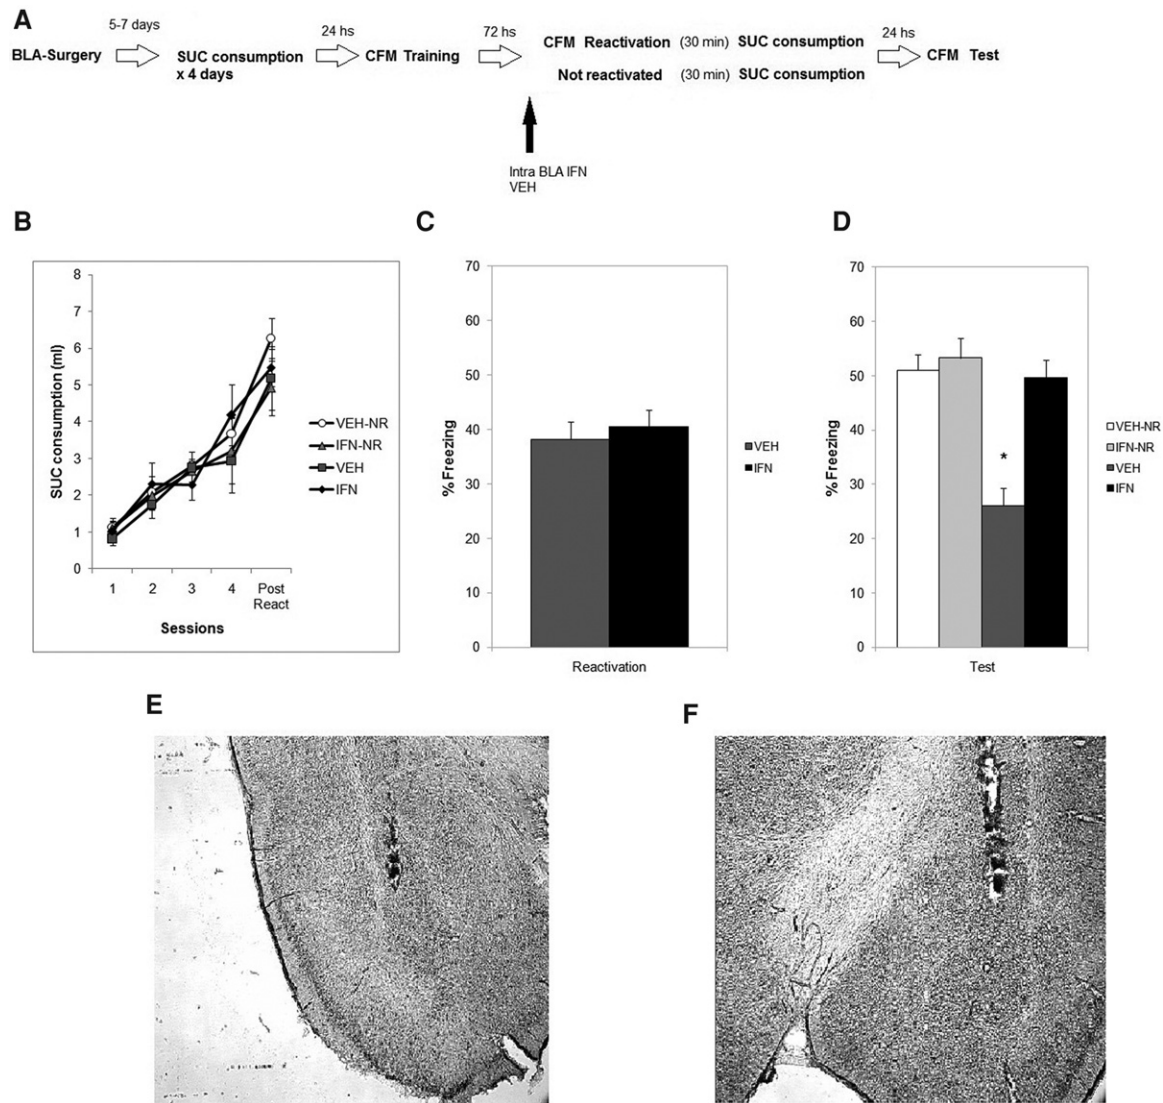 A
5-7 days
24 hs
72 hs
24 hs
BLA-Surgery
SUC consumption
x 4 days
CFM Training
CFM Reactivation (30 min) SUC consumption
Not reactivated (30 min) SUC consumption
CFM Test
Intra BLA IFN
VEH
B
SUC consumption (ml)
8
7
6
5
4
3
2
1
0
1 2 3 4 Post
React
Sessions
VEH-NR
IFN-NR
VEH
IFN
C
% Freezing
70
60
50
40
30
20
10
0
Reactivation
VEH
IFN
D
% Freezing
70
60
50
40
30
20
10
0
*
Test
VEH-NR
IFN-NR
VEH
IFN
E
F